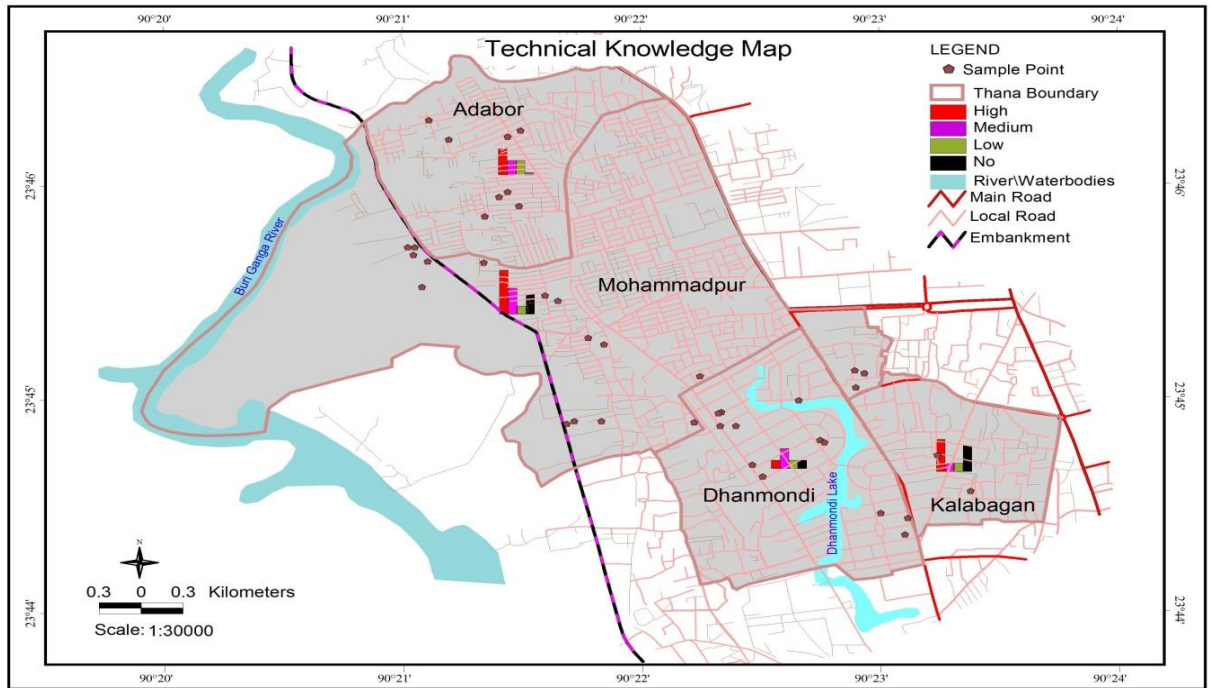 90°20' 90°21' 90°22' 90°23' 90°24'
Technical Knowledge Map
LEGEND
Sample Point
Thana Boundary
High
Medium
Low
No
River\Waterbodies
Main Road
Local Road
Embankment
Adabor
23°46' 23°46'
Buri Ganga River
Mohammadpur
23°45' 23°45'
Dhanmondi
Dhanmondi Lake
Kalabagan
N
0.3 0 0.3 Kilometers
Scale: 1:30000
23°44' 23°44'
90°20' 90°21' 90°22' 90°23' 90°24'